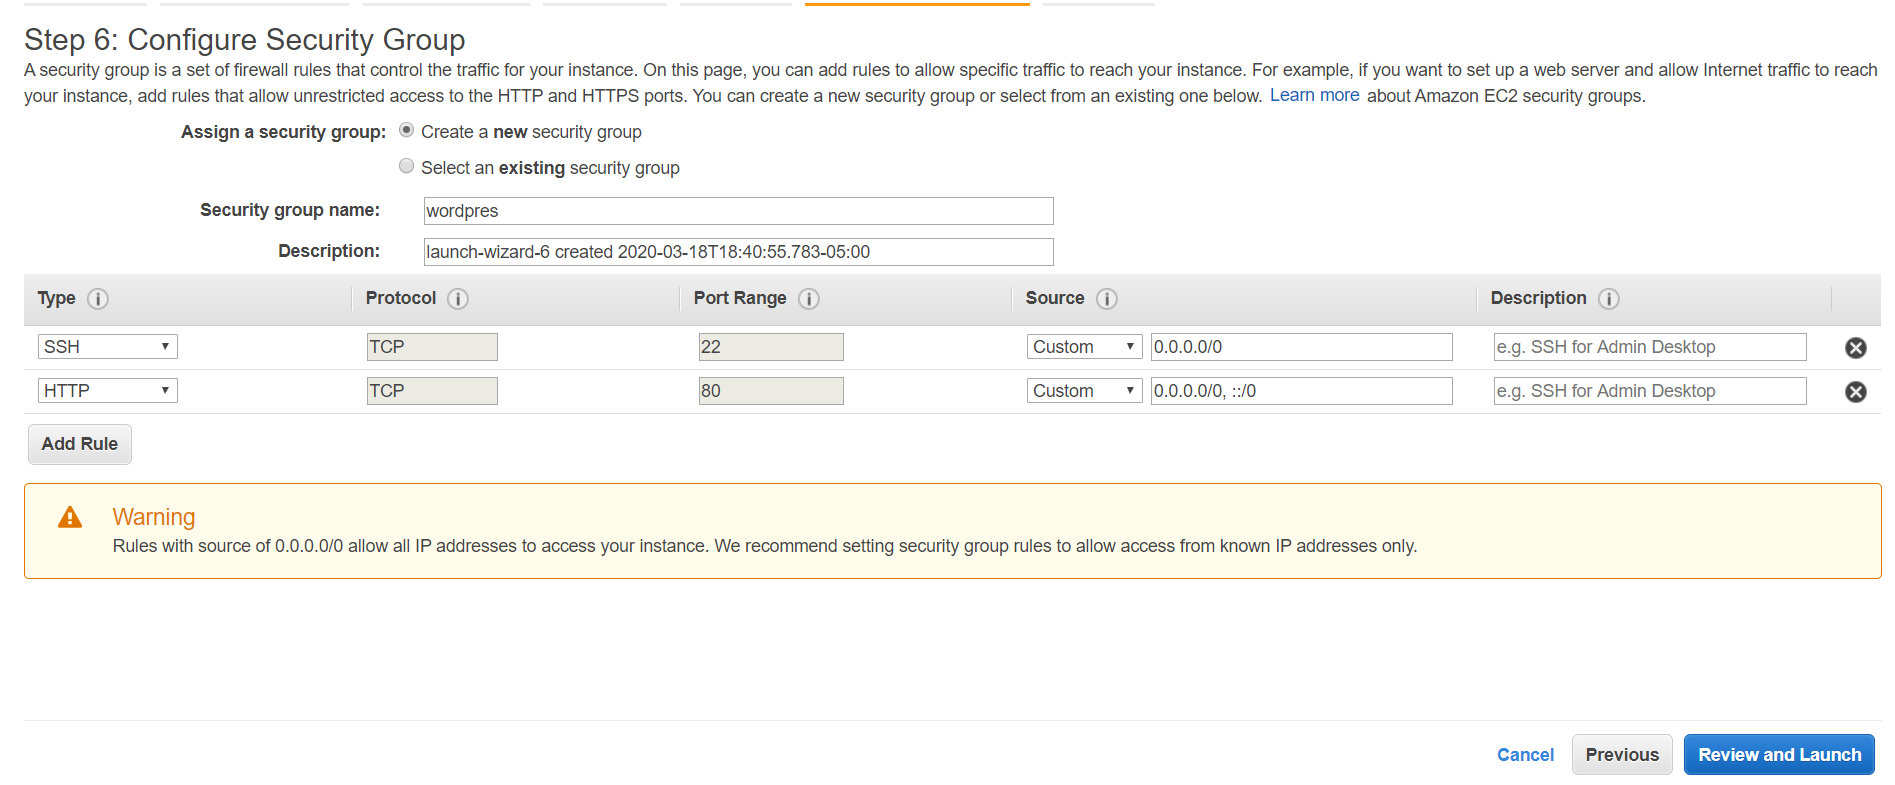 Step 6: Configure Security Group
A security group is a set of firewall rules that control the traffic for your instance. On this page, you can add rules to allow specific traffic to reach your instance. For example, if you want to set up a web server and allow Internet traffic to reach
your instance, add rules that allow unrestricted access to the HTTP and HTTPS ports. You can create a new security group or select from an existing one below. Learn more about Amazon EC2 security groups.
Assign a security group: Create a new security group
Select an existing security group
Security group name: wordpres
Description: launch-wizard-6 created 2020-03-18T18:40:55.783-05:00
Type Protocol Port Range Source Description
SSH TCP 22 Custom 0.0.0.0/0 e.g. SSH for Admin Desktop
HTTP TCP 80 Custom 0.0.0.0/0, ::/0 e.g. SSH for Admin Desktop
Add Rule
Warning
Rules with source of 0.0.0.0/0 allow all IP addresses to access your instance. We recommend setting security group rules to allow access from known IP addresses only.
Cancel Previous Review and Launch